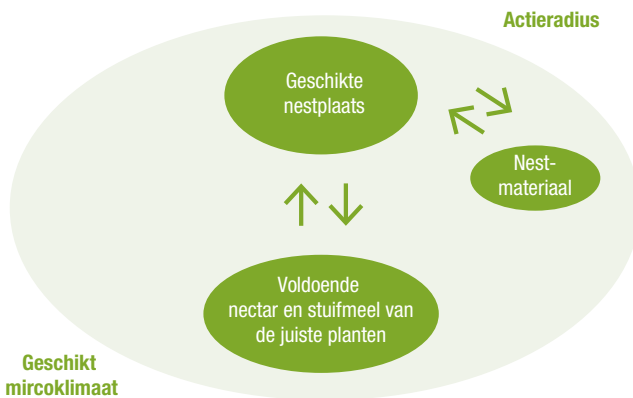 Actieradius
Geschikte
nestplaats
Nest-
materiaal
Voldoende
nectar en stuifmeel van
de juiste planten
Geschikt
mircoklimaat